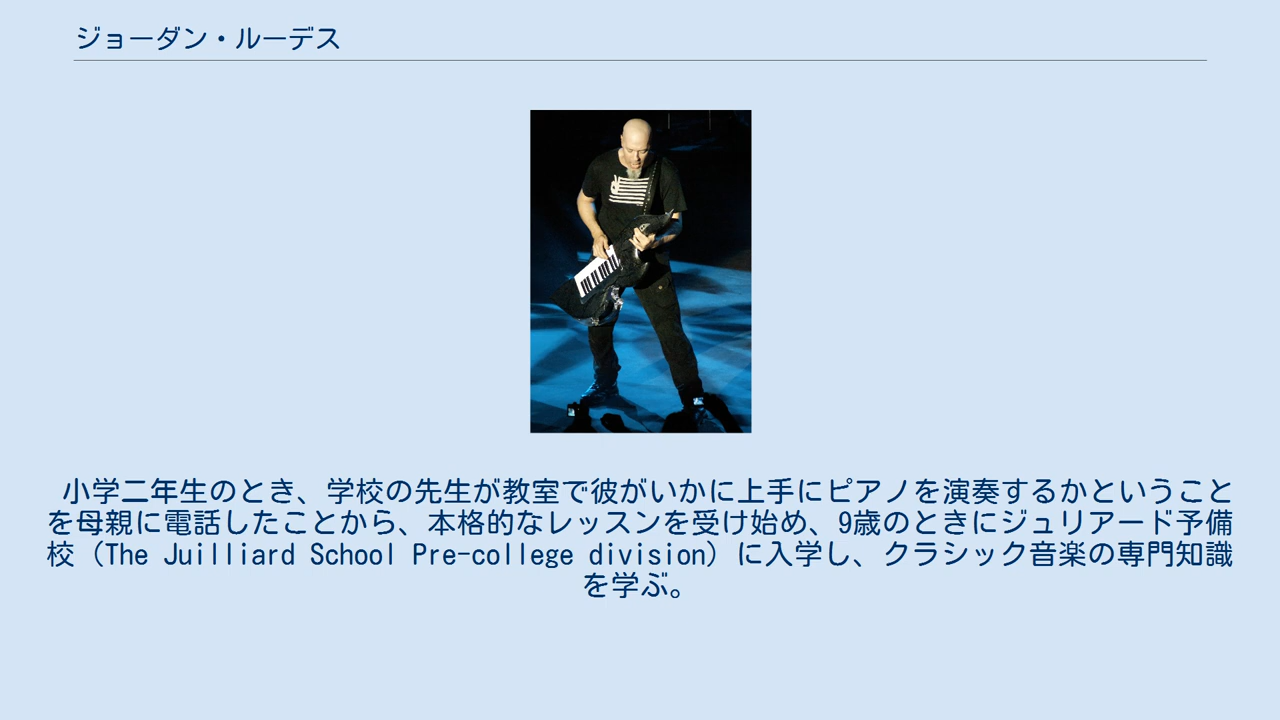 ジョーダン・ルーデス
小学二年生のとき、学校の先生が教室で彼がいかに上手にピアノを演奏するかということ
を母親に電話したことから、本格的なレッスンを受け始め、9歳のときにジュリアード予備
校（The Juilliard School Pre-college division）に入学し、クラシック音楽の専門知識
を学ぶ。